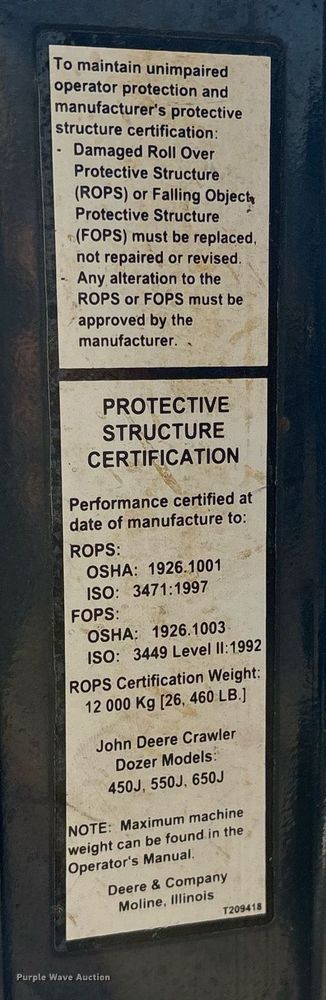 To maintain unimpaired
operator protection and
manufacturer's protective
structure certification:
- Damaged Roll Over
Protective Structure
(ROPS) or Falling Object
Protective Structure
(FOPS) must be replaced,
not repaired or revised.
- Any alteration to the
ROPS or FOPS must be
approved by the
manufacturer.
PROTECTIVE
STRUCTURE
CERTIFICATION
Performance certified at
date of manufacture to:
ROPS:
OSHA: 1926.1001
ISO: 3471:1997
FOPS:
OSHA: 1926.1003
ISO: 3449 Level II:1992
ROPS Certification Weight:
12 000 Kg [26, 460 LB.]
John Deere Crawler
Dozer Models:
450J, 550J, 650J
NOTE: Maximum machine
weight can be found in the
Operator's Manual.
Deere & Company
Moline, Illinois
T209418
Purple Wave Auction